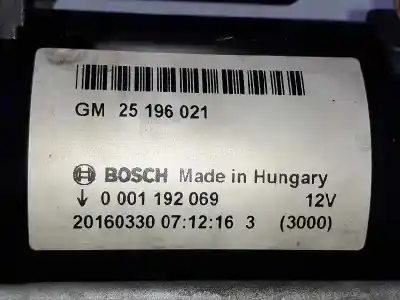 GM 25 196 021
BOSCH Made in Hungary
↓ 0 001 192 069 12V
20160330 07:12:16 3 (3000)